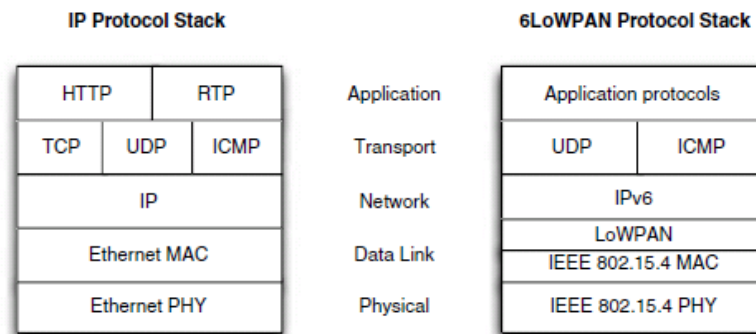 IP Protocol Stack
6LoWPAN Protocol Stack
HTTP RTP Application Application protocols
TCP UDP ICMP Transport UDP ICMP
IP Network IPv6
LoWPAN
Ethernet MAC Data Link
IEEE 802.15.4 MAC
Ethernet PHY Physical IEEE 802.15.4 PHY